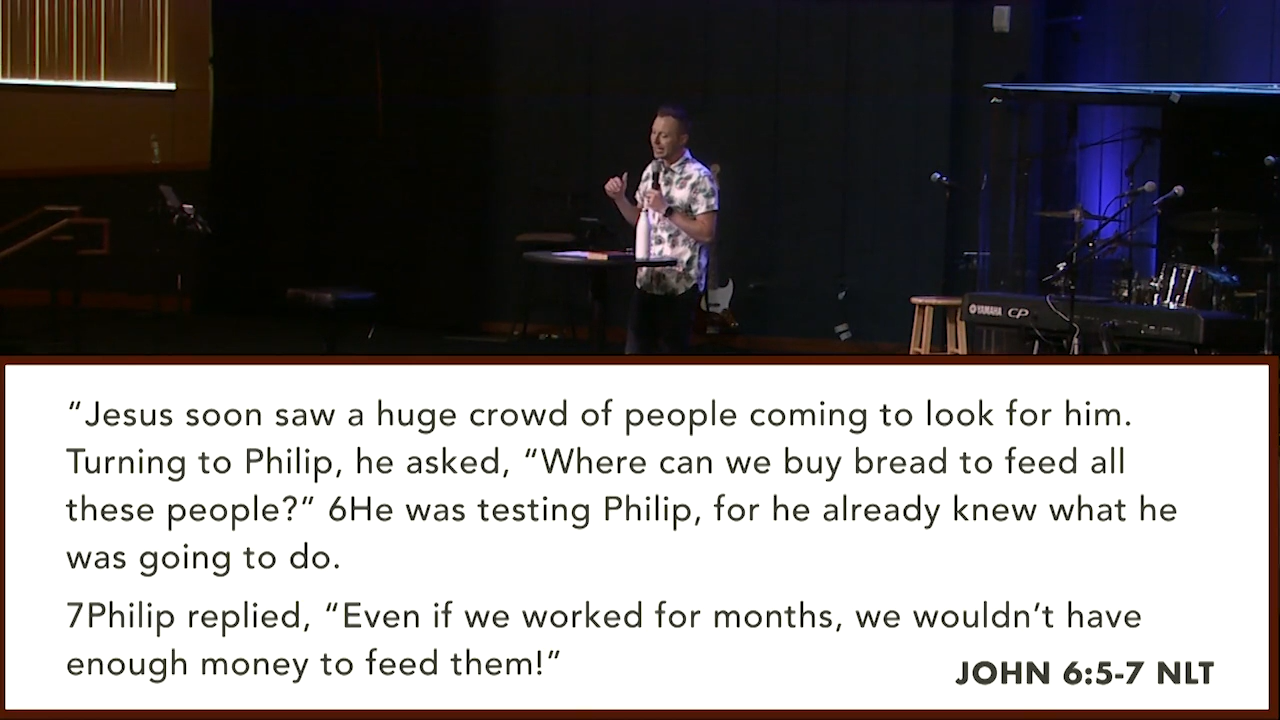 YAMAHA CP
“Jesus soon saw a huge crowd of people coming to look for him.
Turning to Philip, he asked, “Where can we buy bread to feed all
these people?” 6He was testing Philip, for he already knew what he
was going to do.
7Philip replied, “Even if we worked for months, we wouldn’t have
enough money to feed them!”
JOHN 6:5-7 NLT